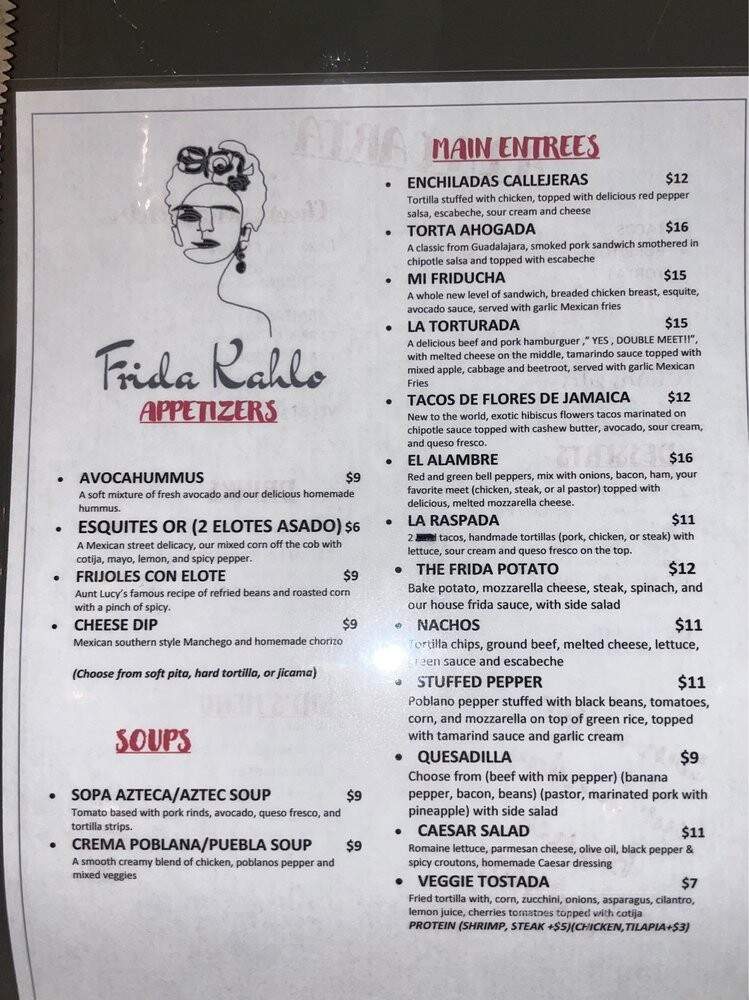 Frida Kahlo
APPETIZERS
• AVOCAHUMMUS $9
A soft mixture of fresh avocado and our delicious homemade
hummus.
• ESQUITES OR (2 ELOTES ASADO) $6
A Mexican street delicacy, our mixed corn off the cob with
cotija, mayo, lemon, and spicy pepper.
• FRIJOLES CON ELOTE $9
Aunt Lucy's famous recipe of refried beans and roasted corn
with a pinch of spicy.
• CHEESE DIP $9
Mexican southern style Manchego and homemade chorizo
(Choose from soft pita, hard tortilla, or jicama)
SOUPS
• SOPA AZTECA/AZTEC SOUP $9
Tomato based with pork rinds, avocado, queso fresco, and
tortilla strips.
• CREMA POBLANA/PUEBLA SOUP $9
A smooth creamy blend of chicken, poblanos pepper and
mixed veggies
MAIN ENTREES
• ENCHILADAS CALLEJERAS $12
Tortilla stuffed with chicken, topped with delicious red pepper
salsa, escabeche, sour cream and cheese
• TORTA AHOGADA $16
A classic from Guadalajara, smoked pork sandwich smothered in
chipotle salsa and topped with escabeche
• MI FRIDUCHA $15
A whole new level of sandwich, breaded chicken breast, esquite,
avocado sauce, served with garlic Mexican fries
• LA TORTURADA $15
A delicious beef and pork hamburguer ," YES , DOUBLE MEET!!",
with melted cheese on the middle, tamarindo sauce topped with
mixed apple, cabbage and beetroot, served with garlic Mexican
Fries
• TACOS DE FLORES DE JAMAICA $12
New to the world, exotic hibiscus flowers tacos marinated on
chipotle sauce topped with cashew butter, avocado, sour cream,
and queso fresco.
• EL ALAMBRE $16
Red and green bell peppers, mix with onions, bacon, ham, your
favorite meet (chicken, steak, or al pastor) topped with
delicious, melted mozzarella cheese.
• LA RASPADA $11
2 tacos, handmade tortillas (pork, chicken, or steak) with
lettuce, sour cream and queso fresco on the top.
• THE FRIDA POTATO $12
Bake potato, mozzarella cheese, steak, spinach, and
our house frida sauce, with side salad
• NACHOS $11
Tortilla chips, ground beef, melted cheese, lettuce,
green sauce and escabeche
• STUFFED PEPPER $11
Poblano pepper stuffed with black beans, tomatoes,
corn, and mozzarella on top of green rice, topped
with tamarind sauce and garlic cream
• QUESADILLA $9
Choose from (beef with mix pepper) (banana
pepper, bacon, beans) (pastor, marinated pork with
pineapple) with side salad
• CAESAR SALAD $11
Romaine lettuce, parmesan cheese, olive oil, black pepper &
spicy croutons, homemade Caesar dressing
• VEGGIE TOSTADA $7
Fried tortilla with, corn, zucchini, onions, asparagus, cilantro,
lemon juice, cherries tomatoes topped with cotija
PROTEIN (SHRIMP, STEAK +$5)(CHICKEN,TILAPIA+$3)